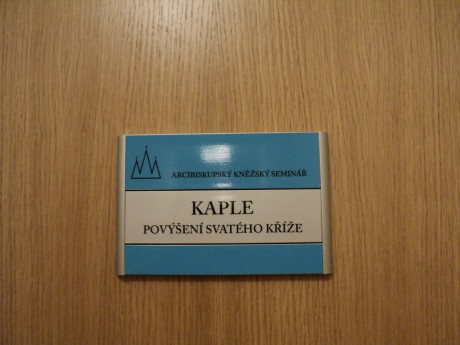 ARCIBISKUPSKÝ KNĚŽSKÝ SEMINÁŘ
KAPLE
POVÝŠENÍ SVATÉHO KŘÍŽE